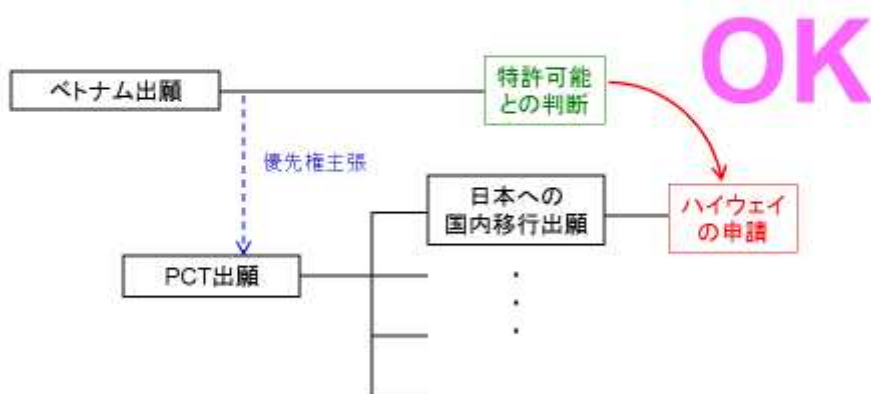 OK
ベトナム出願
特許可能
との判断
優先権主張
日本への
国内移行出願
ハイウェイ
の申請
PCT出願